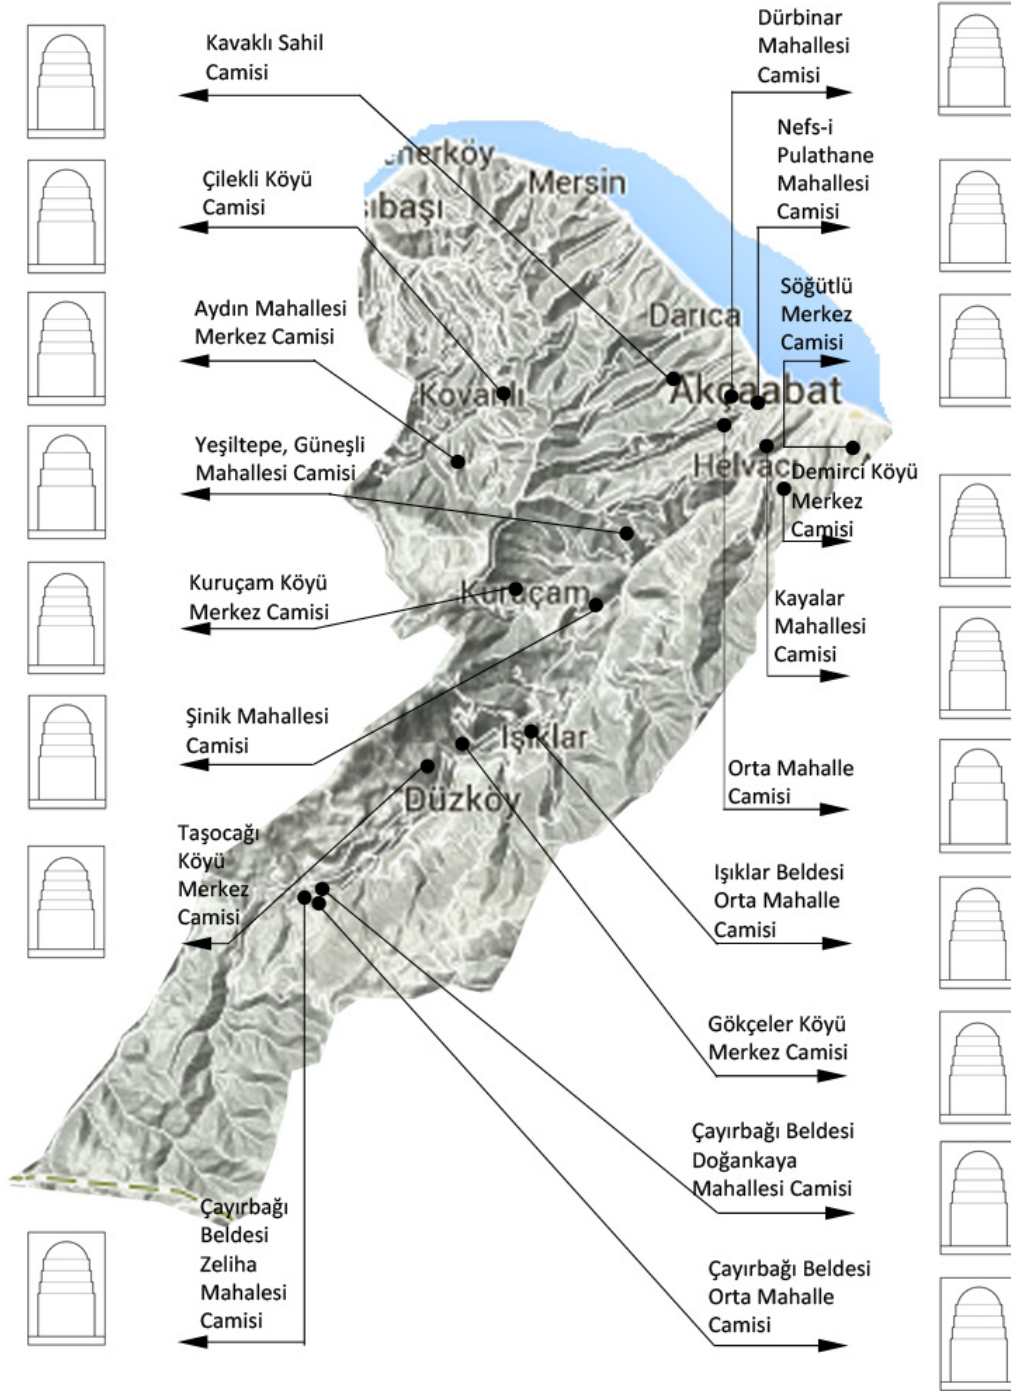 Kavaklı Sahil
Camisi
Çilekli Köyü
Camisi
Aydın Mahallesi
Merkez Camisi
Yeşiltepe, Güneşli
Mahallesi Camisi
Kuruçam Köyü
Merkez Camisi
Şinik Mahallesi
Camisi
Taşocağı
Köyü
Merkez
Camisi
Çayırbağı
Beldesi
Zeliha
Mahalesi
Camisi
Mersin
Darıca
Akçaabat
Kovanlı
Helvacı
Kuruçam
Işıklar
Düzköy
Dürbinar
Mahallesi
Camisi
Nefs-i
Pulathane
Mahallesi
Camisi
Söğütlü
Merkez
Camisi
Demirci Köyü
Merkez
Camisi
Kayalar
Mahallesi
Camisi
Orta Mahalle
Camisi
Işıklar Beldesi
Orta Mahalle
Camisi
Gökçeler Köyü
Merkez Camisi
Çayırbağı Beldesi
Doğankaya
Mahallesi Camisi
Çayırbağı Beldesi
Orta Mahalle
Camisi